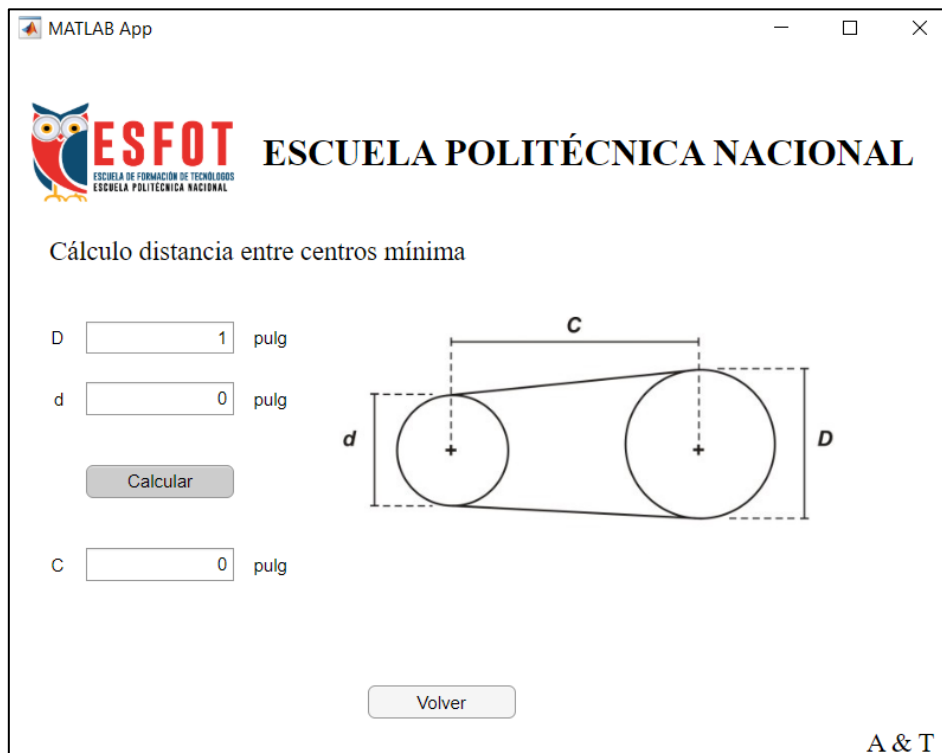 MATLAB App
ESFOT
ESCUELA DE FORMACIÓN DE TECNÓLOGOS
ESCUELA POLITÉCNICA NACIONAL
ESCUELA POLITÉCNICA NACIONAL
Cálculo distancia entre centros mínima
D 1 pulg
d 0 pulg
Calcular
C 0 pulg
C
d
D
Volver
A & T